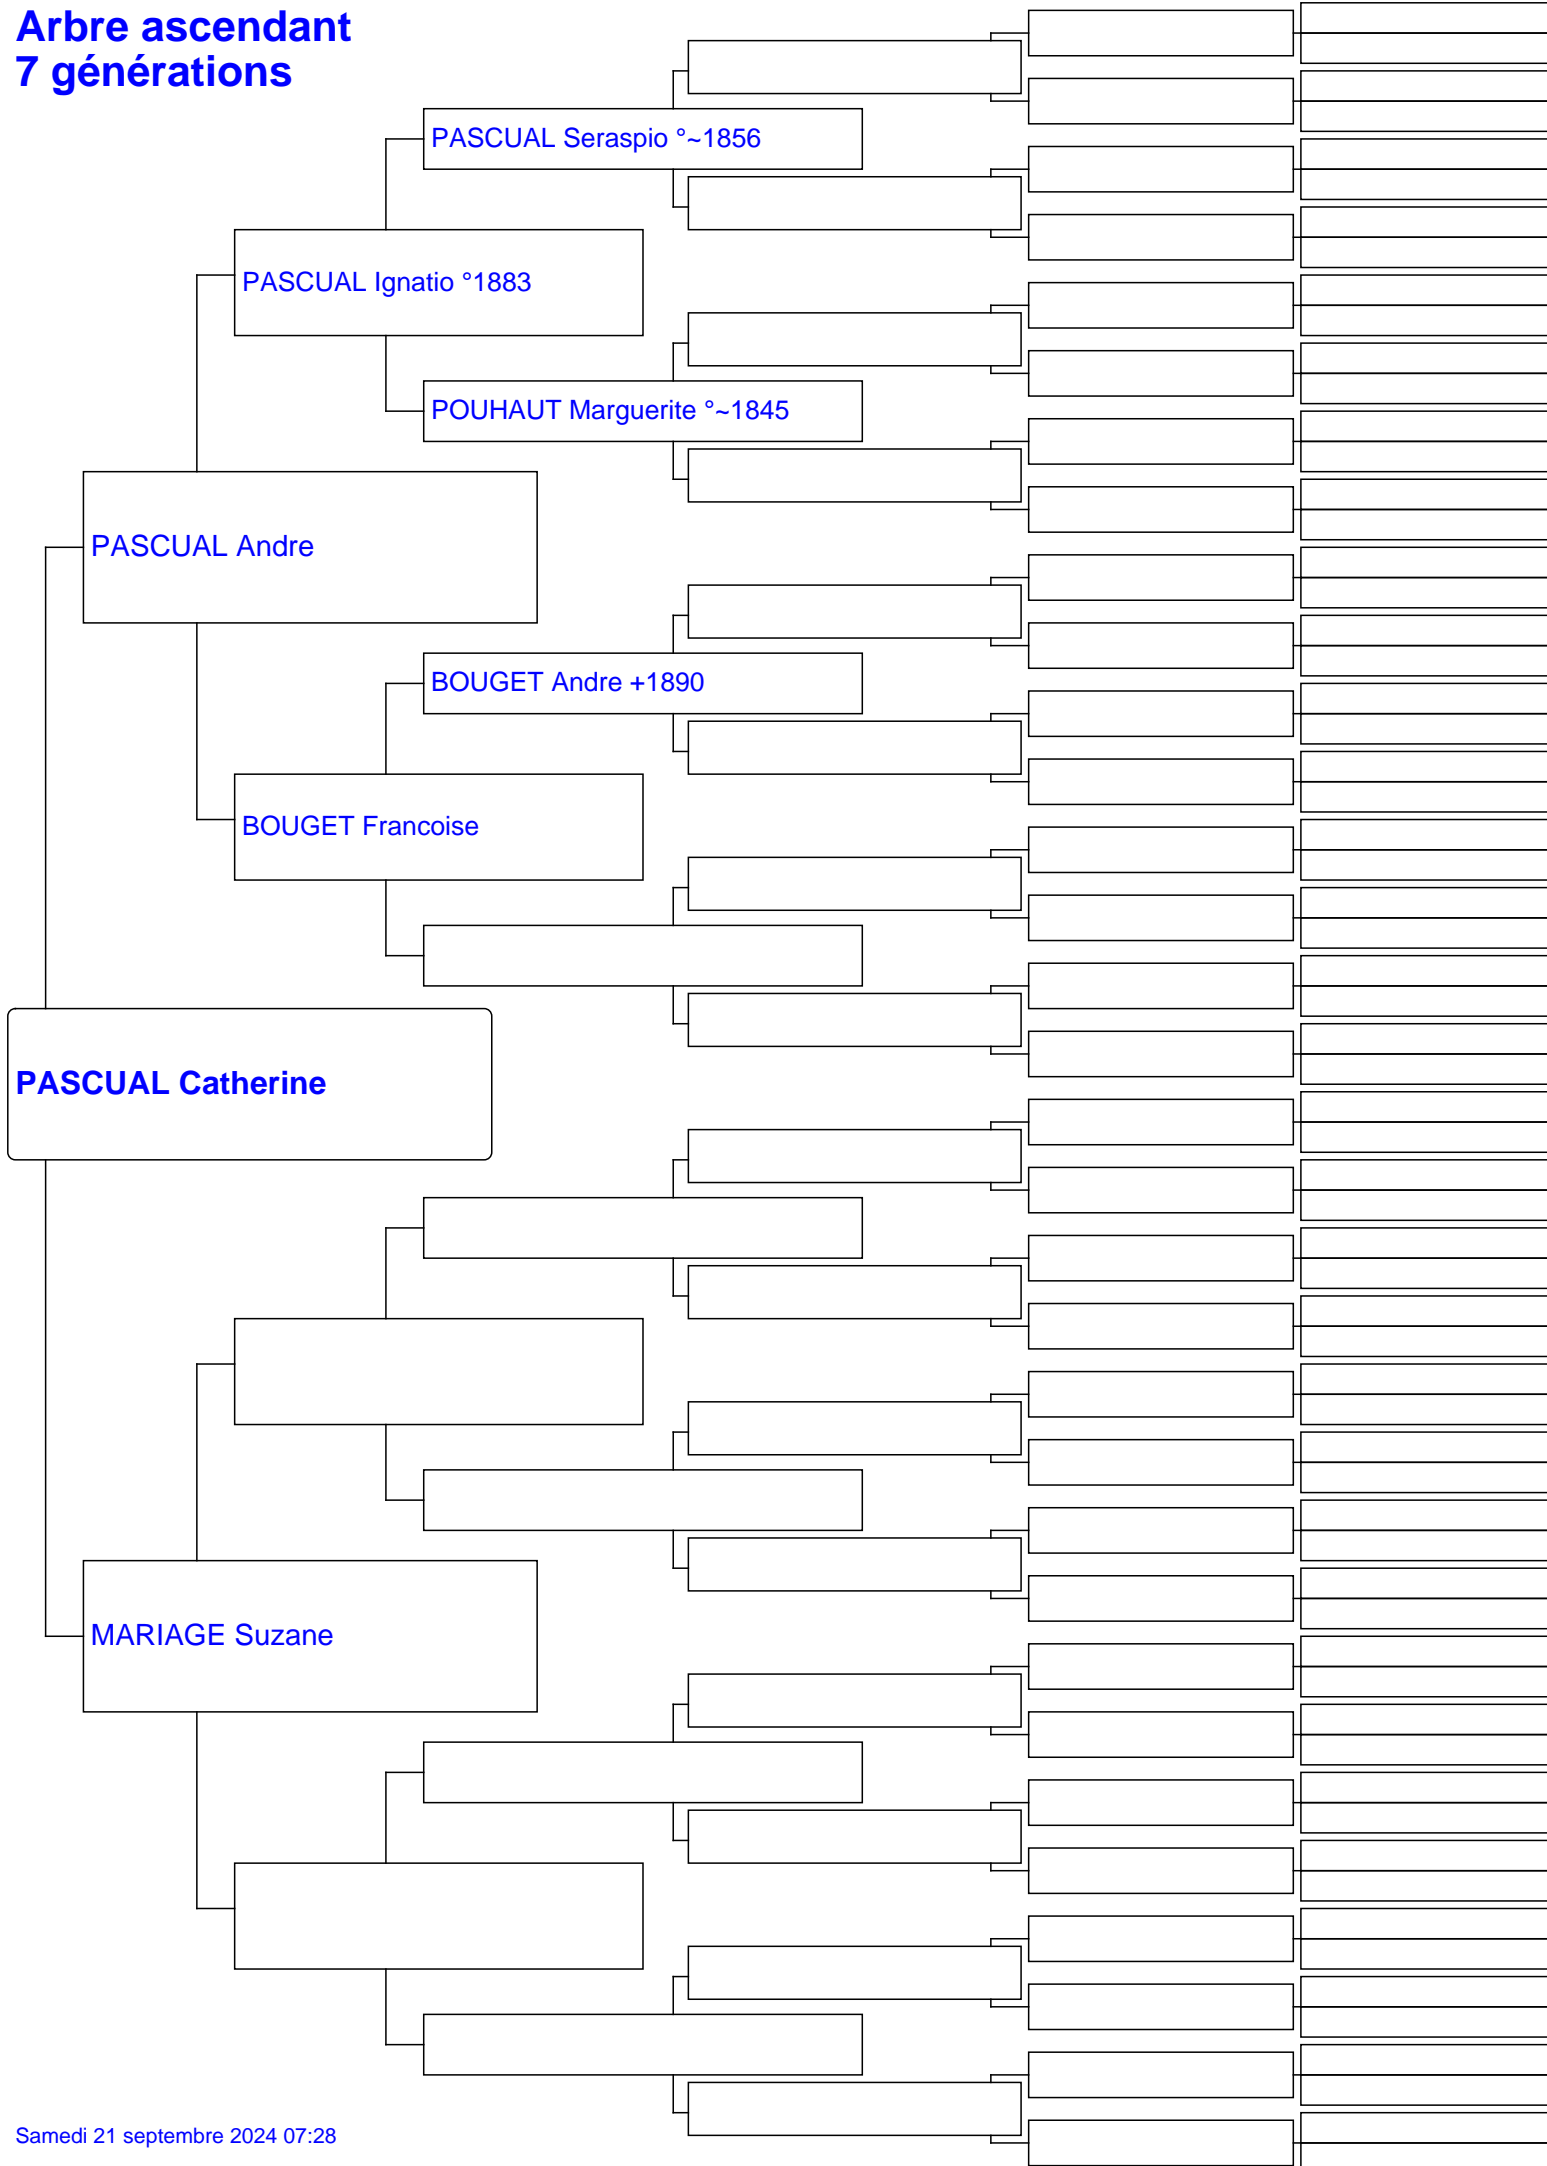 Arbre ascendant
7 générations
PASCUAL Seraspio °~1856
PASCUAL Ignatio °1883
POUHAUT Marguerite °~1845
PASCUAL Andre
BOUGET Andre +1890
BOUGET Francoise
PASCUAL Catherine
MARIAGE Suzane
Samedi 21 septembre 2024 07:28